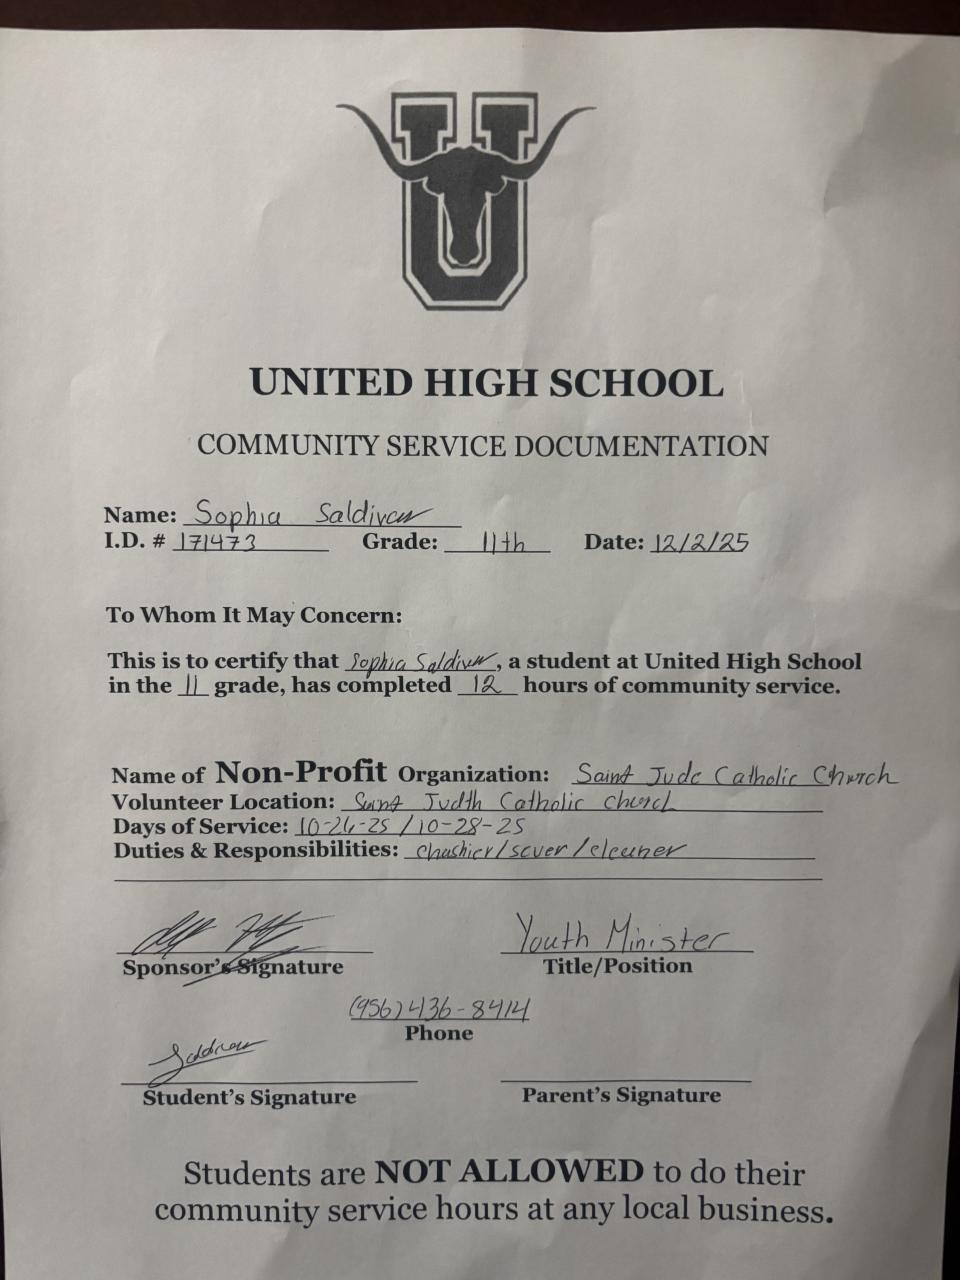 U
UNITED HIGH SCHOOL
COMMUNITY SERVICE DOCUMENTATION
Name: Sophia Saldivar
I.D. # 171473 Grade: 11th Date: 12/2/25
To Whom It May Concern:
This is to certify that Sophia Saldivar, a student at United High School
in the 11 grade, has completed 12 hours of community service.
Name of Non-Profit Organization: Saint Jude Catholic Church
Volunteer Location: Saint Judth Catholic church
Days of Service: 10-26-25 / 10-28-25
Duties & Responsibilities: Chashier/server/cleaner
Youth Minister
Sponsor's Signature Title/Position
(956) 436-8414
Phone
Saldivar
Student's Signature Parent's Signature
Students are NOT ALLOWED to do their
community service hours at any local business.